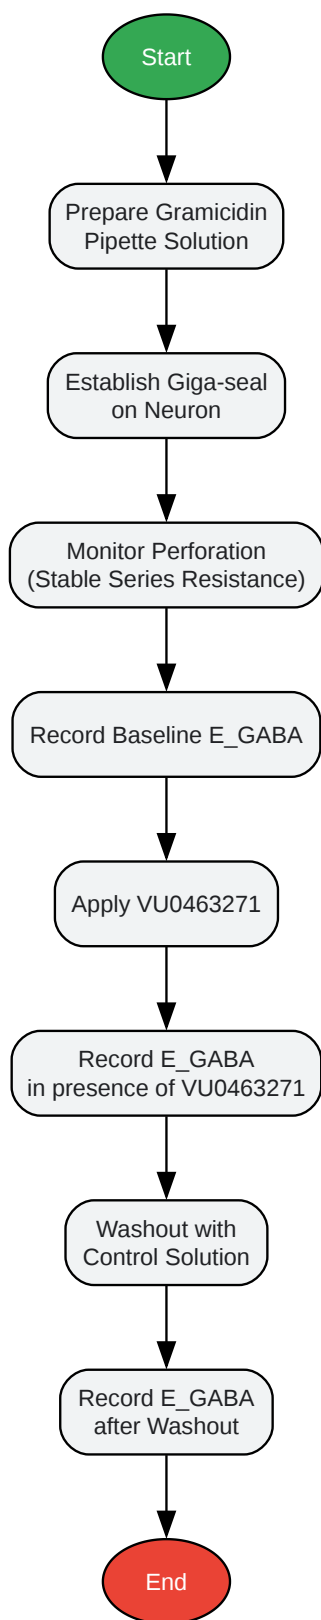 Start
Prepare Gramicidin
Pipette Solution
Establish Giga-seal
on Neuron
Monitor Perforation
(Stable Series Resistance)
Record Baseline E_GABA
Apply VU0463271
Record E_GABA
in presence of VU0463271
Washout with
Control Solution
Record E_GABA
after Washout
End